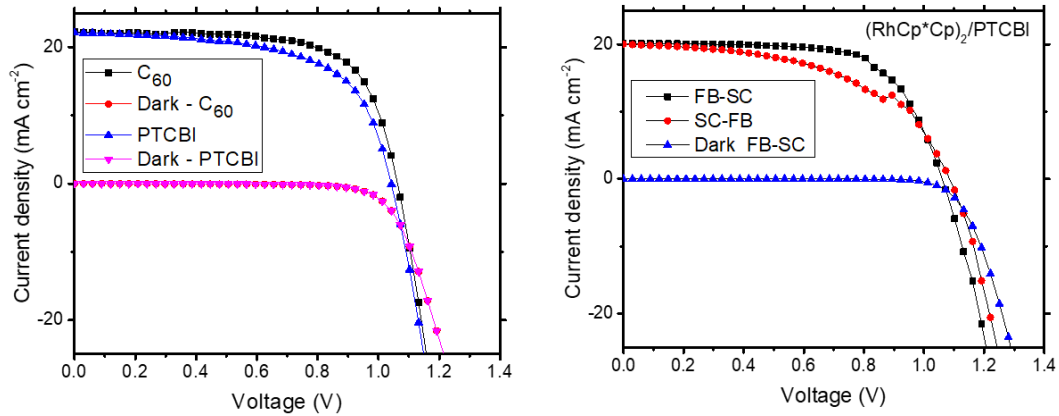 20
0
-20
Current density (mA cm⁻²)
C₆₀
Dark - C₆₀
PTCBI
Dark - PTCBI
0.0 0.2 0.4 0.6 0.8 1.0 1.2 1.4
Voltage (V)
(RhCp*Cp)₂/PTCBI
20
0
-20
Current density (mA cm⁻²)
FB-SC
SC-FB
Dark FB-SC
0.0 0.2 0.4 0.6 0.8 1.0 1.2 1.4
Voltage (V)